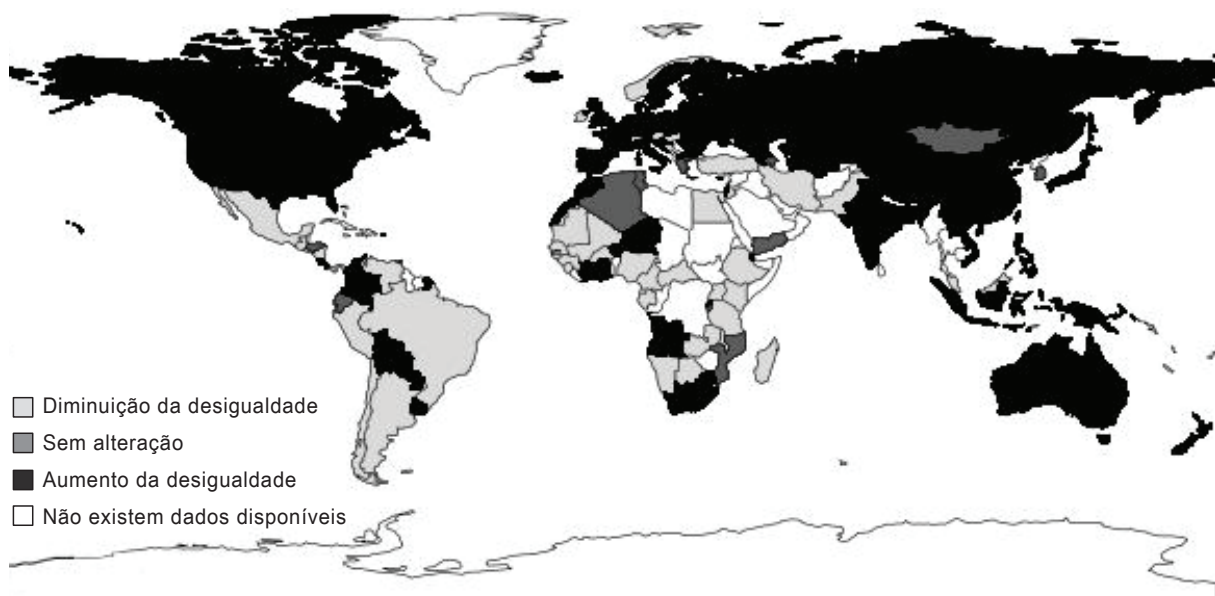 Diminuição da desigualdade
Sem alteração
Aumento da desigualdade
Não existem dados disponíveis